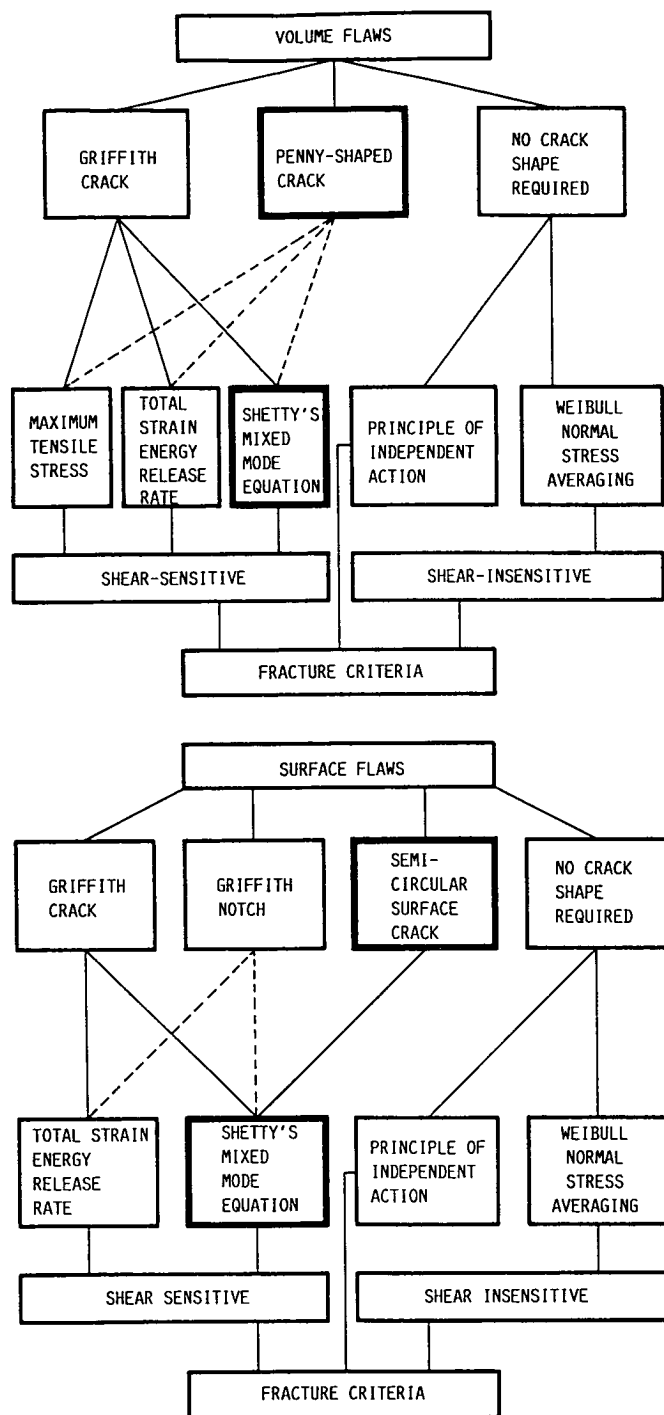 VOLUME FLAWS
GRIFFITH
CRACK
PENNY-SHAPED
CRACK
NO CRACK
SHAPE
REQUIRED
MAXIMUM
TENSILE
STRESS
TOTAL
STRAIN
ENERGY
RELEASE
RATE
SHETTY'S
MIXED
MODE
EQUATION
PRINCIPLE OF
INDEPENDENT
ACTION
WEIBULL
NORMAL
STRESS
AVERAGING
SHEAR-SENSITIVE
SHEAR-INSENSITIVE
FRACTURE CRITERIA
SURFACE FLAWS
GRIFFITH
CRACK
GRIFFITH
NOTCH
SEMI-
CIRCULAR
SURFACE
CRACK
NO CRACK
SHAPE
REQUIRED
TOTAL STRAIN
ENERGY
RELEASE
RATE
SHETTY'S
MIXED
MODE
EQUATION
PRINCIPLE OF
INDEPENDENT
ACTION
WEIBULL
NORMAL
STRESS
AVERAGING
SHEAR SENSITIVE
SHEAR INSENSITIVE
FRACTURE CRITERIA